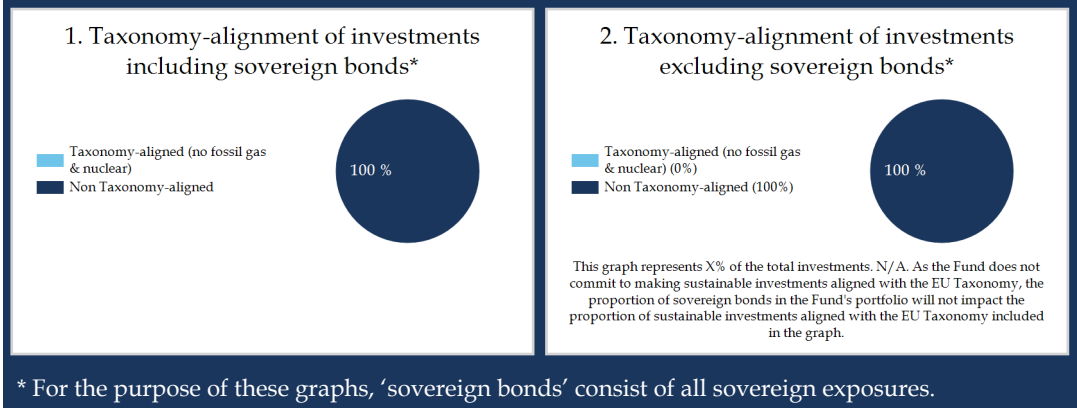 1. Taxonomy-alignment of investments
including sovereign bonds*
Taxonomy-aligned (no fossil gas
& nuclear)
Non Taxonomy-aligned
100 %
2. Taxonomy-alignment of investments
excluding sovereign bonds*
Taxonomy-aligned (no fossil gas
& nuclear) (0%)
Non Taxonomy-aligned (100%)
100 %
This graph represents X% of the total investments. N/A. As the Fund does not
commit to making sustainable investments aligned with the EU Taxonomy, the
proportion of sovereign bonds in the Fund's portfolio will not impact the
proportion of sustainable investments aligned with the EU Taxonomy included
in the graph.
* For the purpose of these graphs, ‘sovereign bonds’ consist of all sovereign exposures.